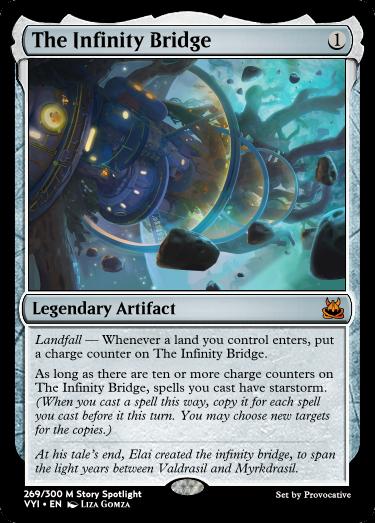 The Infinity Bridge 1
Legendary Artifact
Landfall — Whenever a land you control enters, put
a charge counter on The Infinity Bridge.
As long as there are ten or more charge counters on
The Infinity Bridge, spells you cast have starstorm.
(When you cast a spell this way, copy it for each spell
you cast before it this turn. You may choose new targets
for the copies.)
At his tale's end, Elai created the infinity bridge, to span
the light years between Valdrasil and Myrkdrasil.
269/300 M Story Spotlight
VYI • EN Liza Gomza
Set by Provocative